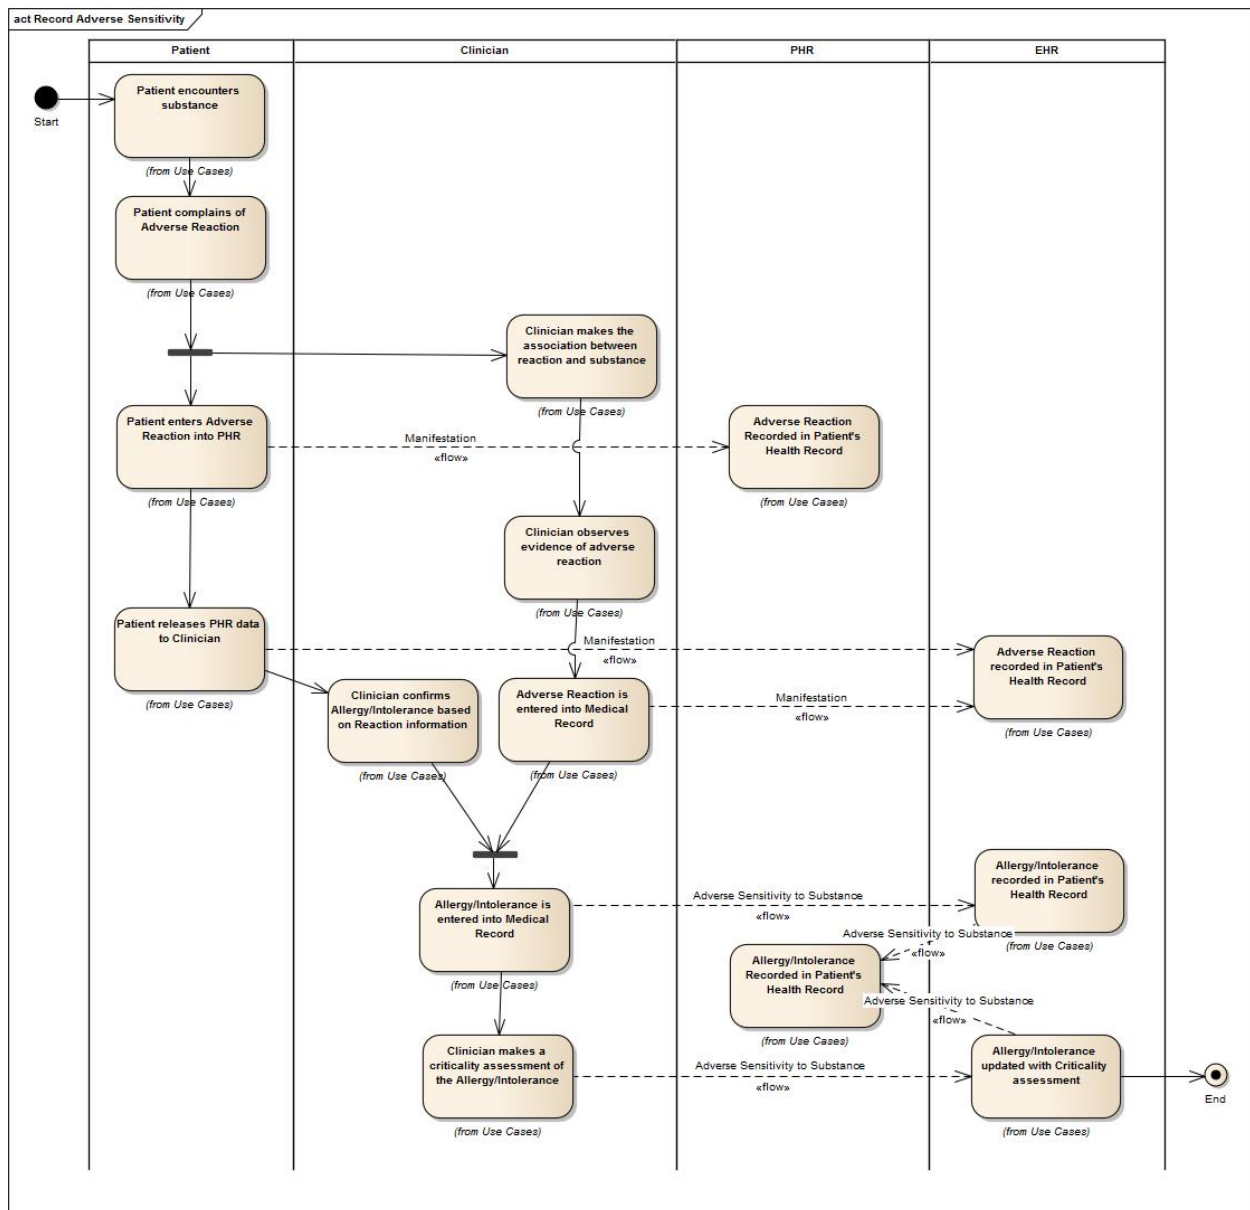 act Record Adverse Sensitivity
Patient
Clinician
PHR
EHR
Start
Patient encounters
substance
(from Use Cases)
Patient complains of
Adverse Reaction
(from Use Cases)
Clinician makes the
association between
reaction and substance
(from Use Cases)
Patient enters Adverse
Reaction into PHR
(from Use Cases)
Manifestation
«flow»
Adverse Reaction
Recorded in Patient's
Health Record
(from Use Cases)
Clinician observes
evidence of adverse
reaction
(from Use Cases)
Patient releases PHR data
to Clinician
(from Use Cases)
Manifestation
«flow»
Adverse Reaction
recorded in Patient's
Health Record
(from Use Cases)
Clinician confirms
Allergy/Intolerance based
on Reaction information
(from Use Cases)
Adverse Reaction is
entered into Medical
Record
(from Use Cases)
Manifestation
«flow»
Allergy/Intolerance is
entered into Medical
Record
(from Use Cases)
Adverse Sensitivity to Substance
«flow»
Allergy/Intolerance
recorded in Patient's
Health Record
(from Use Cases)
Adverse Sensitivity to Substance
«flow»
Allergy/Intolerance
Recorded in Patient's
Health Record
(from Use Cases)
Adverse Sensitivity to Substance
«flow»
Clinician makes a
criticality assessment of
the Allergy/Intolerance
(from Use Cases)
Adverse Sensitivity to Substance
«flow»
Allergy/Intolerance
updated with Criticality
assessment
(from Use Cases)
End